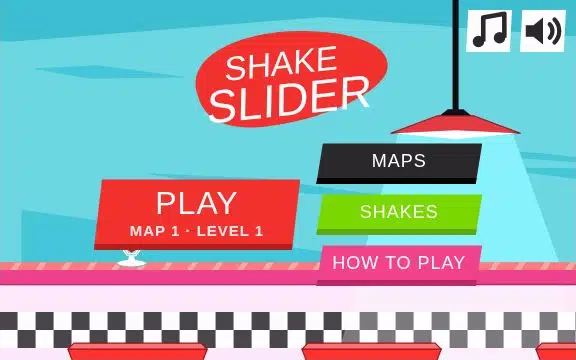 SHAKE
SLIDER
MAPS
PLAY
MAP 1 · LEVEL 1
SHAKES
HOW TO PLAY